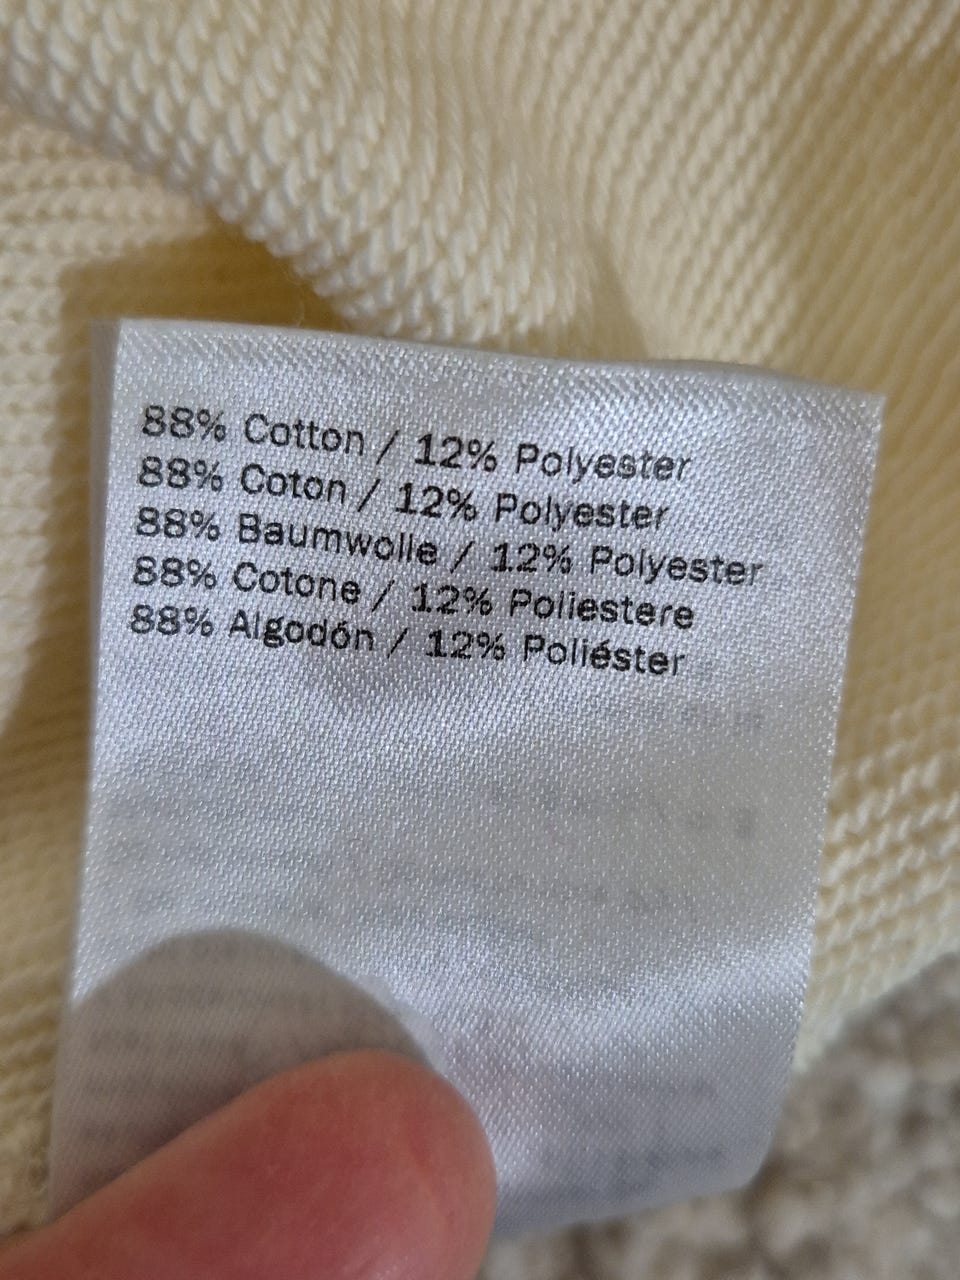 88% Cotton / 12% Polyester
88% Coton / 12% Polyester
88% Baumwolle / 12% Polyester
88% Cotone / 12% Poliestere
88% Algodón / 12% Poliéster